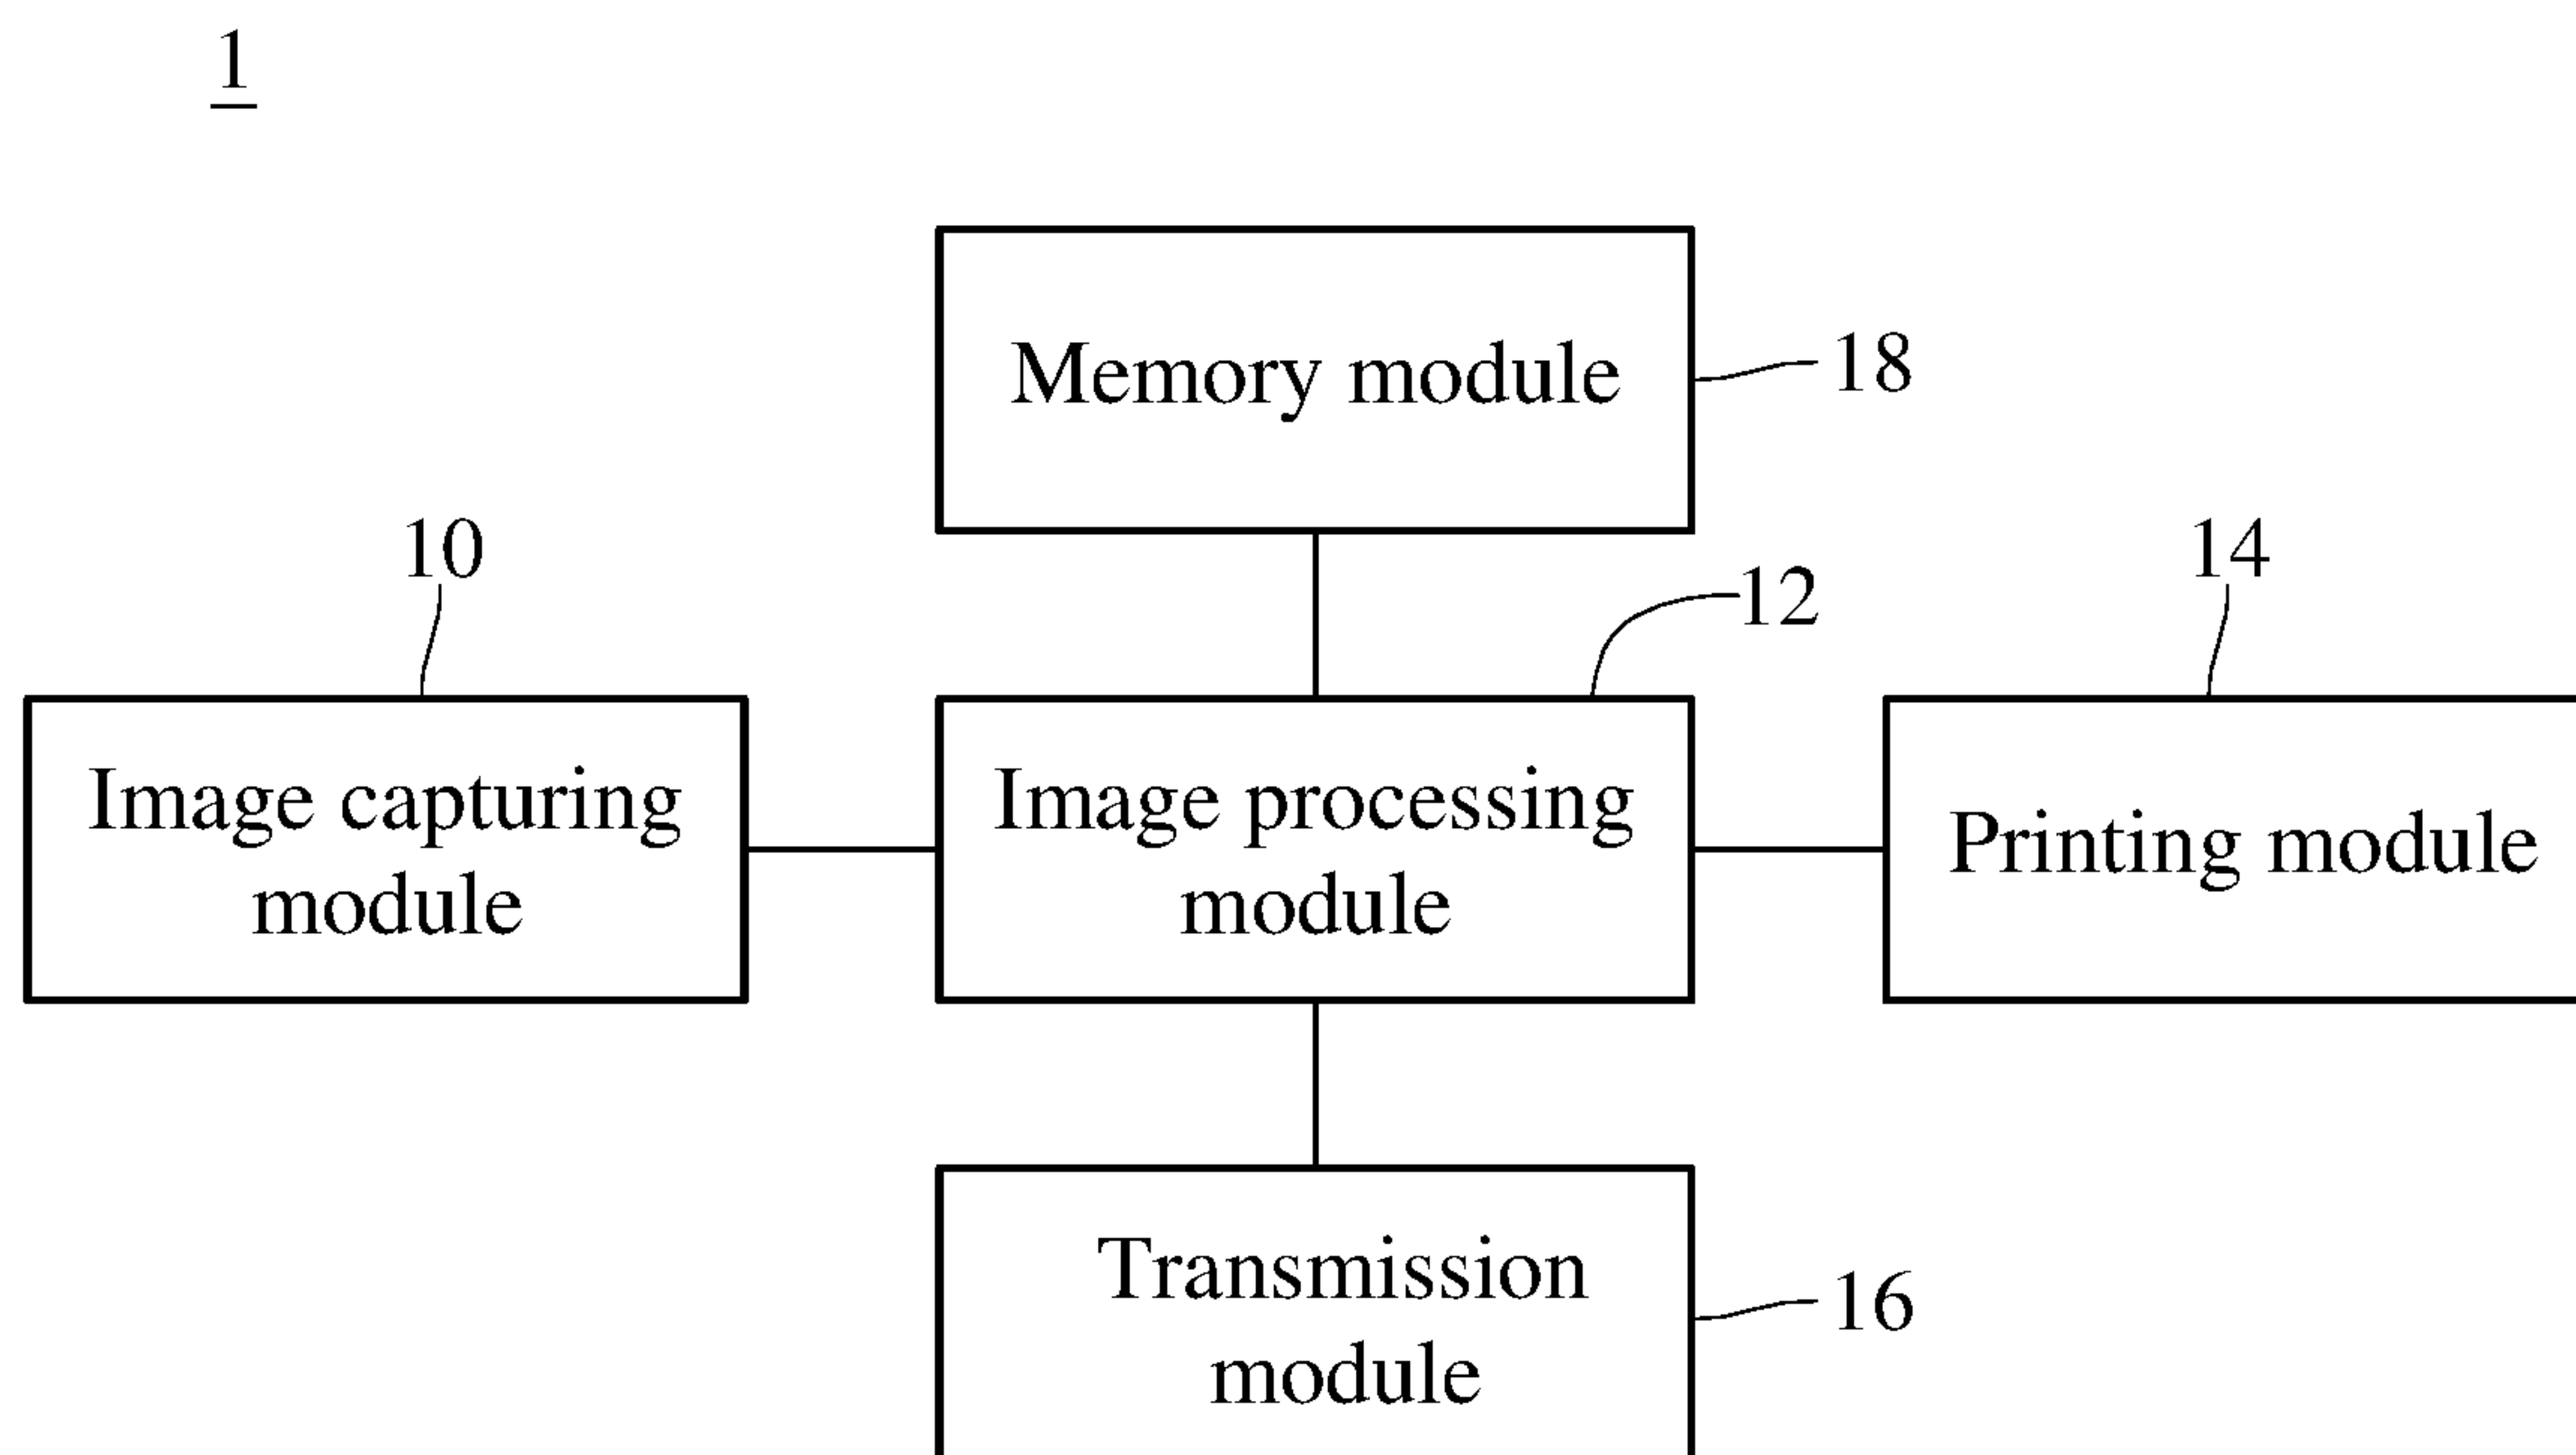 1
Memory module
18
10
12
14
Image capturing
module
Image processing
module
Printing module
Transmission
module
16